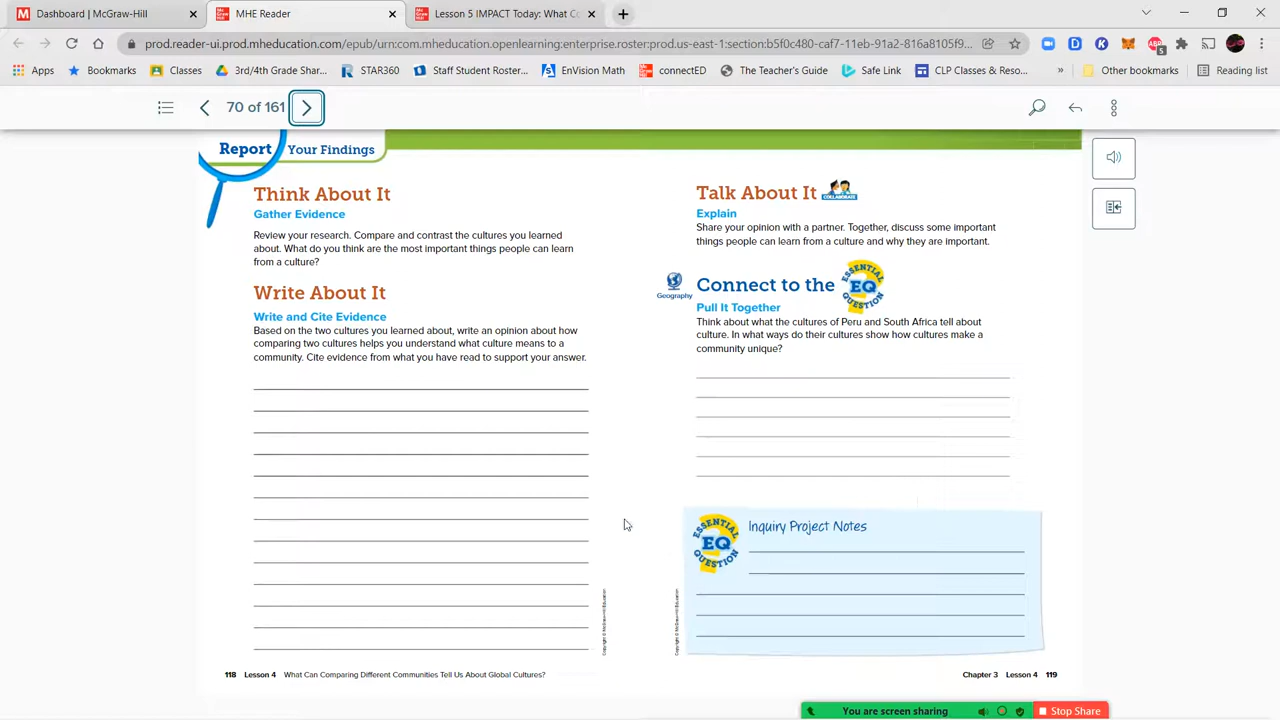 Dashboard | McGraw-Hill
MHE Reader
Lesson 5 IMPACT Today: What Co
prod.reader-ui.prod.mheducation.com/epub/urn:com.mheducation.openlearning:enterprise.roster:prod.us-east-1:section:b5f0c480-caf7-11eb-91a2-816a8105f9...
Apps
Bookmarks
Classes
3rd/4th Grade Shar...
STAR360
Staff Student Roster...
EnVision Math
connectED
The Teacher's Guide
Safe Link
CLP Classes & Reso...
Other bookmarks
Reading list
70 of 161
Report Your Findings
Think About It
Gather Evidence
Review your research. Compare and contrast the cultures you learned
about. What do you think are the most important things people can learn
from a culture?
Write About It
Write and Cite Evidence
Based on the two cultures you learned about, write an opinion about how
comparing two cultures helps you understand what culture means to a
community. Cite evidence from what you have read to support your answer.
Copyright © McGraw-Hill Education
118 Lesson 4 What Can Comparing Different Communities Tell Us About Global Cultures?
Talk About It
COLLABORATE
Explain
Share your opinion with a partner. Together, discuss some important
things people can learn from a culture and why they are important.
Geography
Connect to the
ESSENTIAL EQ QUESTION
Pull It Together
Think about what the cultures of Peru and South Africa tell about
culture. In what ways do their cultures show how cultures make a
community unique?
ESSENTIAL EQ QUESTION
Inquiry Project Notes
Copyright © McGraw-Hill Education
Chapter 3 Lesson 4 119
You are screen sharing
Stop Share